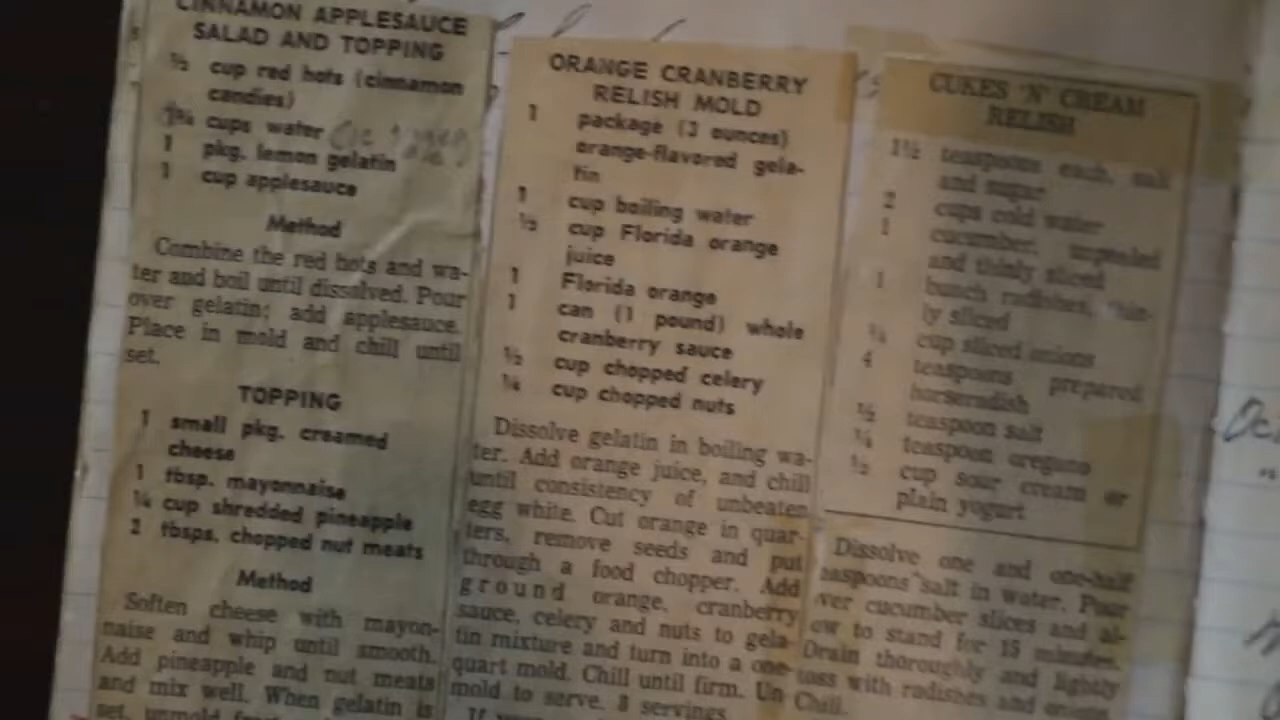 CINNAMON APPLESAUCE
SALAD AND TOPPING
½ cup red hots (cinnamon
candies)
cups water
1 pkg. lemon gelatin
1 cup applesauce
Method
Combine the red hots and wa-
ter and boil until dissolved. Pour
over gelatin; add applesauce.
Place in mold and chill until
set.
TOPPING
1 small pkg. creamed
cheese
1 tbsp. mayonnaise
¼ cup shredded pineapple
2 tbsps. chopped nut meats
Method
Soften cheese with mayon-
naise and whip until smooth.
Add pineapple and nut meats
and mix well. When gelatin is
set, unmold
ORANGE CRANBERRY
RELISH MOLD
1 package (3 ounces)
orange-flavored gela-
tin
1 cup boiling water
½ cup Florida orange
juice
1 Florida orange
1 can (1 pound) whole
cranberry sauce
½ cup chopped celery
¼ cup chopped nuts
Dissolve gelatin in boiling wa-
ter. Add orange juice, and chill
until consistency of unbeaten
egg white. Cut orange in quar-
ters, remove seeds and put
through a food chopper. Add
ground orange, cranberry
sauce, celery and nuts to gela-
tin mixture and turn into a one-
quart mold. Chill until firm. Un
mold to serve. 8 servings.
If
CUKES 'N' CREAM
RELISH
1½ teaspoons each, salt
and sugar
2 cups cold water
1 cucumber, unpeeled
and thinly sliced
1 bunch radishes, thin-
ly sliced
cup sliced onions
4 teaspoons prepared
horseradish
½ teaspoon salt
¼ teaspoon oregano
½ cup sour cream or
plain yogurt
Dissolve one and one-half
teaspoons salt in water. Pour
over cucumber slices and al-
ow to stand for 15 minutes.
Drain thoroughly and lightly
toss with radishes and onions
Chill.